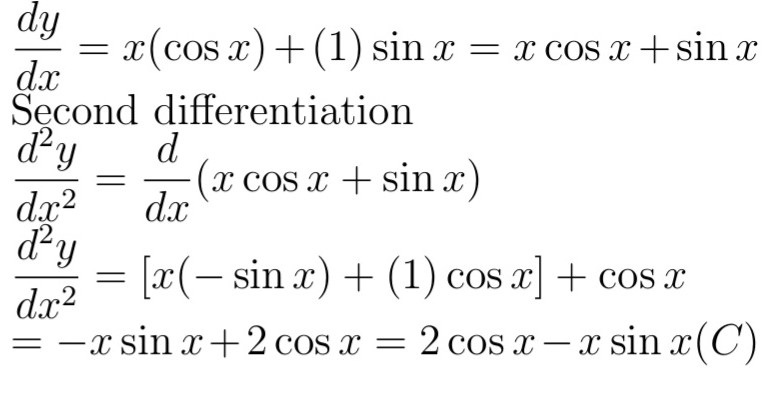 dy/dx = x(cos x) + (1) sin x = x cos x + sin x
Second differentiation
d²y/dx² = d/dx (x cos x + sin x)
d²y/dx² = [x(− sin x) + (1) cos x] + cos x
= −x sin x + 2 cos x = 2 cos x − x sin x(C)